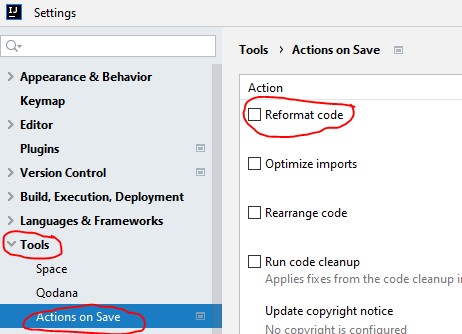 IJ
Settings
Appearance & Behavior
Keymap
Editor
Plugins
Version Control
Build, Execution, Deployment
Languages & Frameworks
Tools
Space
Qodana
Actions on Save
Tools › Actions on Save
Action
Reformat code
Optimize imports
Rearrange code
Run code cleanup
Applies fixes from the code cleanup in
Update copyright notice
No copyright is configured